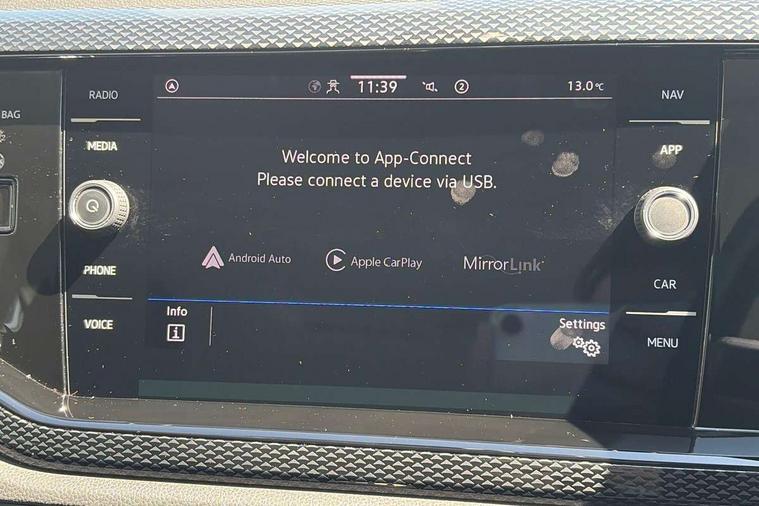 BAG
RADIO
MEDIA
PHONE
VOICE
11:39
2
13.0°C
Welcome to App-Connect
Please connect a device via USB.
Android Auto
Apple CarPlay
MirrorLink
Info
i
Settings
NAV
APP
CAR
MENU